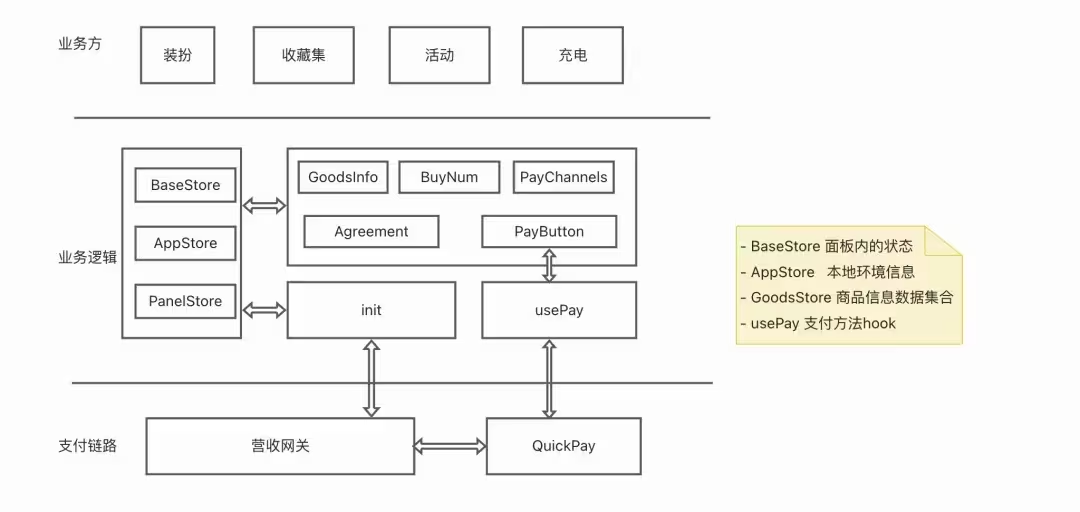 业务方
装扮
收藏集
活动
充电
业务逻辑
BaseStore
AppStore
PanelStore
GoodsInfo
BuyNum
PayChannels
Agreement
PayButton
init
usePay
- BaseStore 面板内的状态
- AppStore 本地环境信息
- GoodsStore 商品信息数据集合
- usePay 支付方法hook
支付链路
营收网关
QuickPay